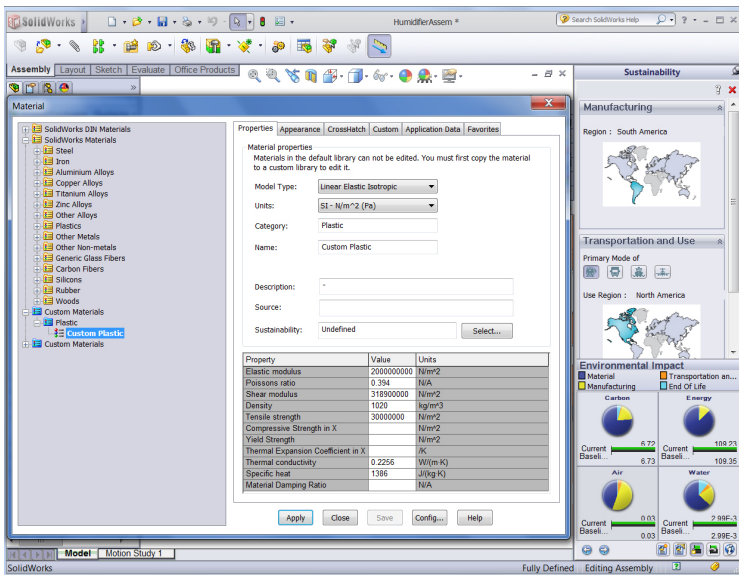 SolidWorks
HumidifierAssem *
Search SolidWorks Help
Assembly Layout Sketch Evaluate Office Products
Sustainability
Material
Properties Appearance CrossHatch Custom Application Data Favorites
SolidWorks DIN Materials
SolidWorks Materials
Steel
Iron
Aluminium Alloys
Copper Alloys
Titanium Alloys
Zinc Alloys
Other Alloys
Plastics
Other Metals
Other Non-metals
Generic Glass Fibers
Carbon Fibers
Silicons
Rubber
Woods
Custom Materials
Plastic
Custom Plastic
Custom Materials
Material properties
Materials in the default library can not be edited. You must first copy the material
to a custom library to edit it.
Model Type: Linear Elastic Isotropic
Units: SI - N/m^2 (Pa)
Category: Plastic
Name: Custom Plastic
Description: -
Source:
Sustainability: Undefined Select...
Property Value Units
Elastic modulus 2000000000 N/m^2
Poissons ratio 0.394 N/A
Shear modulus 318900000 N/m^2
Density 1020 kg/m^3
Tensile strength 30000000 N/m^2
Compressive Strength in X N/m^2
Yield Strength N/m^2
Thermal Expansion Coefficient in X /K
Thermal conductivity 0.2256 W/(m·K)
Specific heat 1386 J/(kg·K)
Material Damping Ratio N/A
Apply Close Save Config... Help
Manufacturing
Region : South America
Transportation and Use
Primary Mode of
Use Region : North America
Environmental Impact
Material Transportation an...
Manufacturing End Of Life
Carbon Energy
Current 6.72 Current 109.23
Baseli... 6.73 Baseli... 109.35
Air Water
Current 0.03 Current 2.99E-3
Baseli... 0.03 Baseli... 2.99E-3
Model Motion Study 1
SolidWorks Fully Defined Editing Assembly